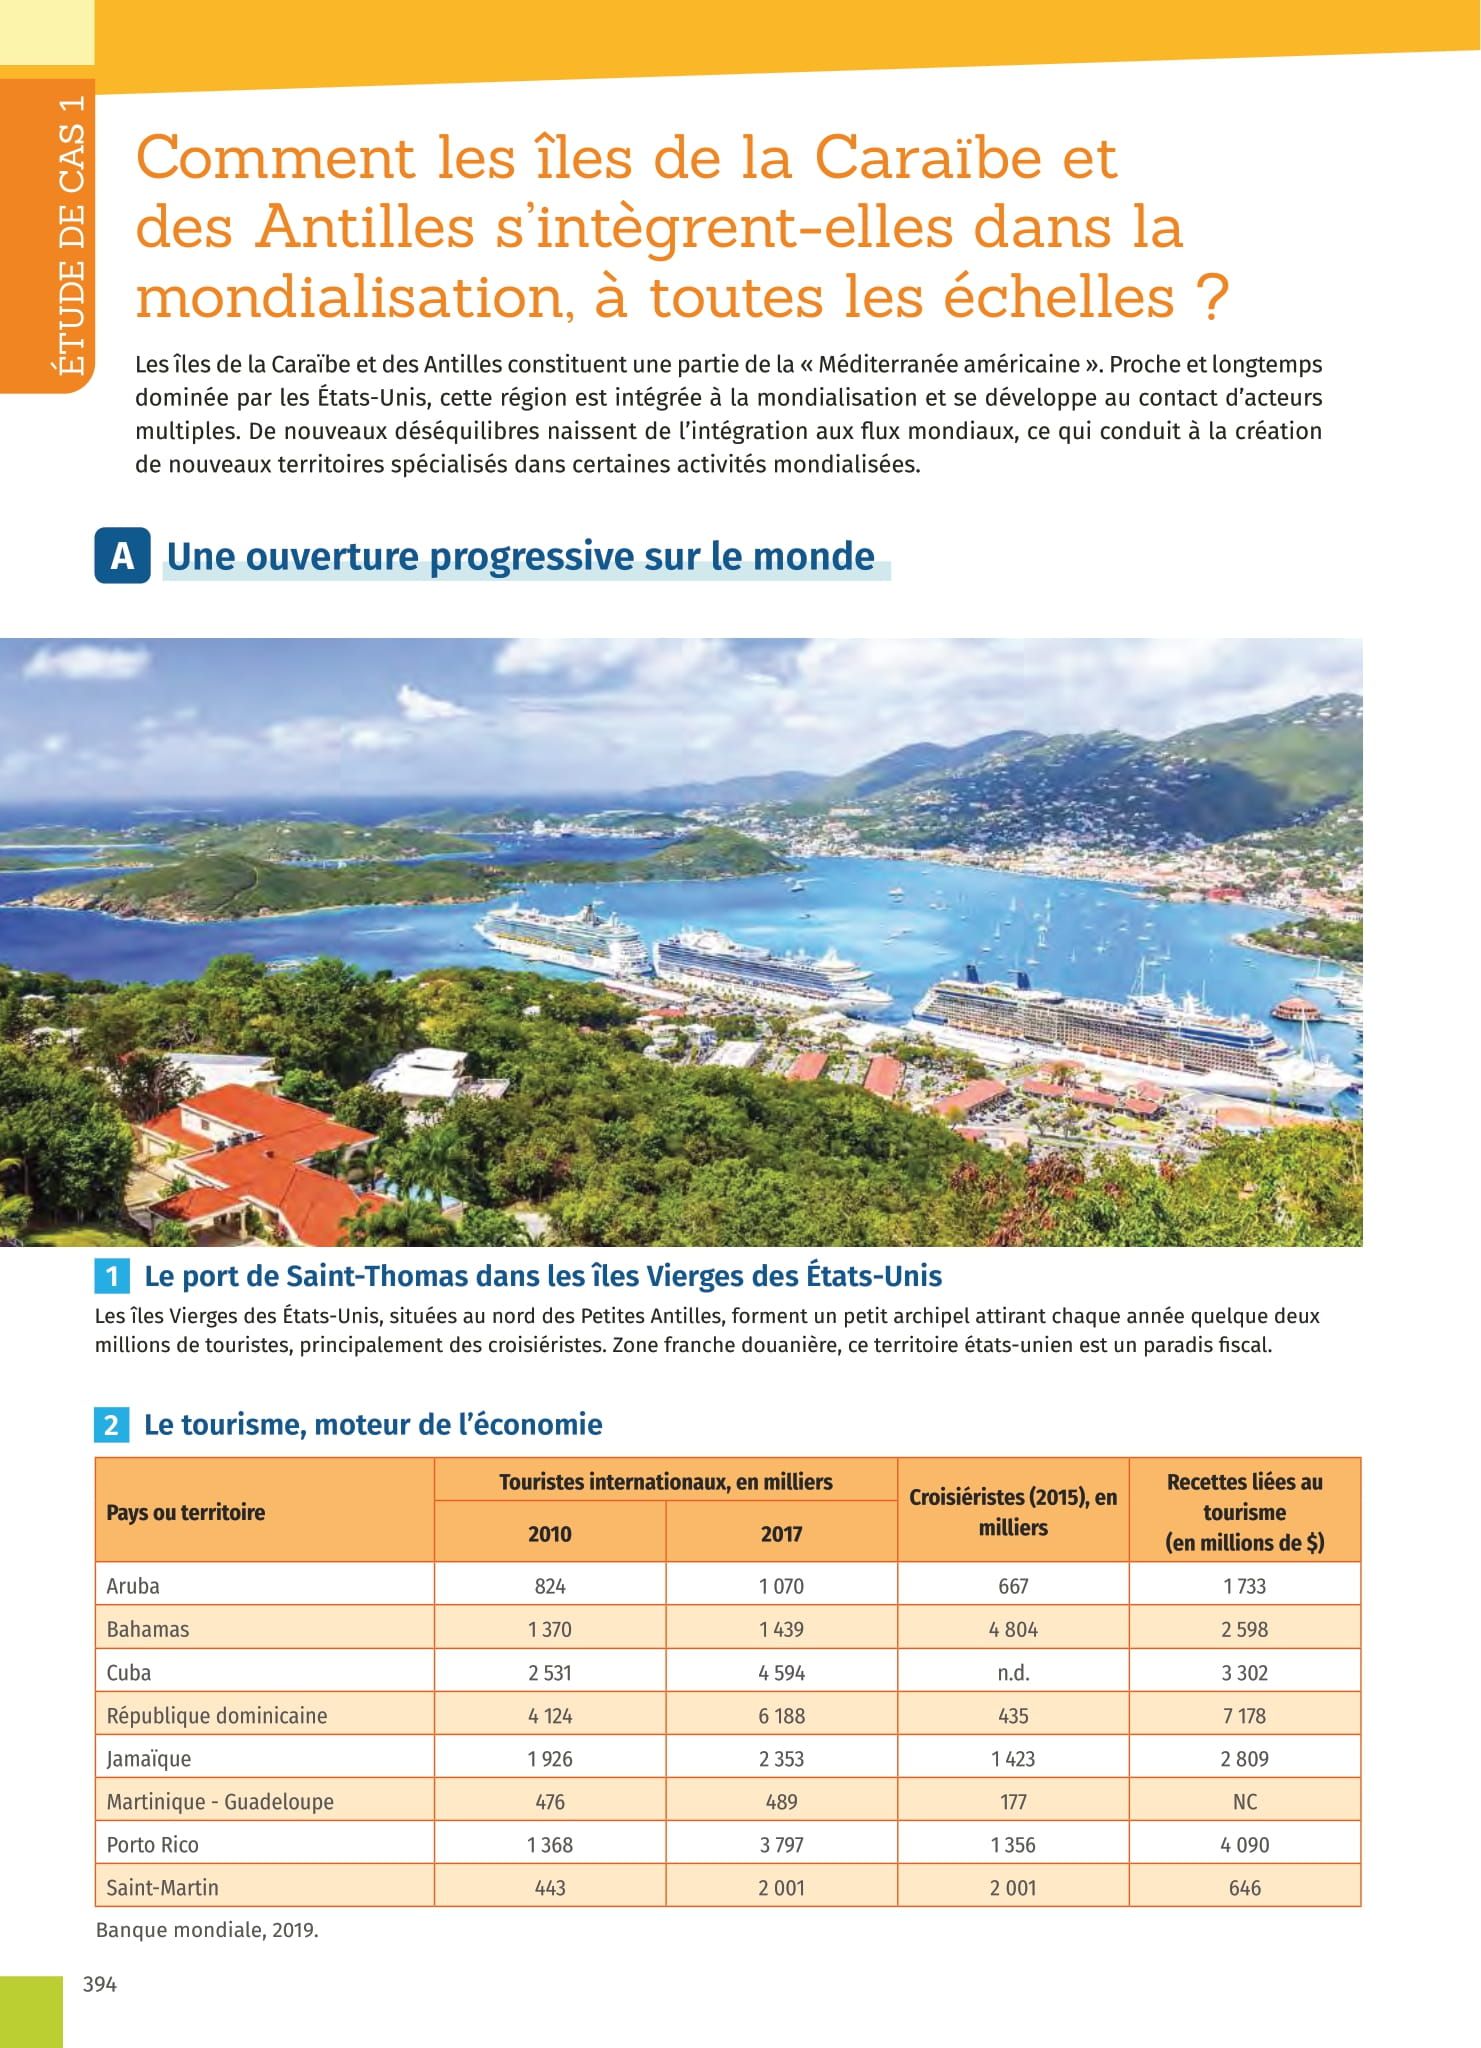 ÉTUDE DE CAS 1
Comment les îles de la Caraïbe et
des Antilles s'intègrent-elles dans la
mondialisation, à toutes les échelles ?
Les îles de la Caraïbe et des Antilles constituent une partie de la « Méditerranée américaine ». Proche et longtemps
dominée par les États-Unis, cette région est intégrée à la mondialisation et se développe au contact d'acteurs
multiples. De nouveaux déséquilibres naissent de l'intégration aux flux mondiaux, ce qui conduit à la création
de nouveaux territoires spécialisés dans certaines activités mondialisées.
A Une ouverture progressive sur le monde
1 Le port de Saint-Thomas dans les îles Vierges des États-Unis
Les îles Vierges des États-Unis, situées au nord des Petites Antilles, forment un petit archipel attirant chaque année quelque deux
millions de touristes, principalement des croisiéristes. Zone franche douanière, ce territoire états-unien est un paradis fiscal.
2 Le tourisme, moteur de l'économie
Pays ou territoire
Touristes internationaux, en milliers
2010 2017
Croisiéristes (2015), en
milliers
Recettes liées au
tourisme
(en millions de $)
Aruba 824 1 070 667 1 733
Bahamas 1 370 1 439 4 804 2 598
Cuba 2 531 4 594 n.d. 3 302
République dominicaine 4 124 6 188 435 7 178
Jamaïque 1 926 2 353 1 423 2 809
Martinique - Guadeloupe 476 489 177 NC
Porto Rico 1 368 3 797 1 356 4 090
Saint-Martin 443 2 001 2 001 646
Banque mondiale, 2019.
394